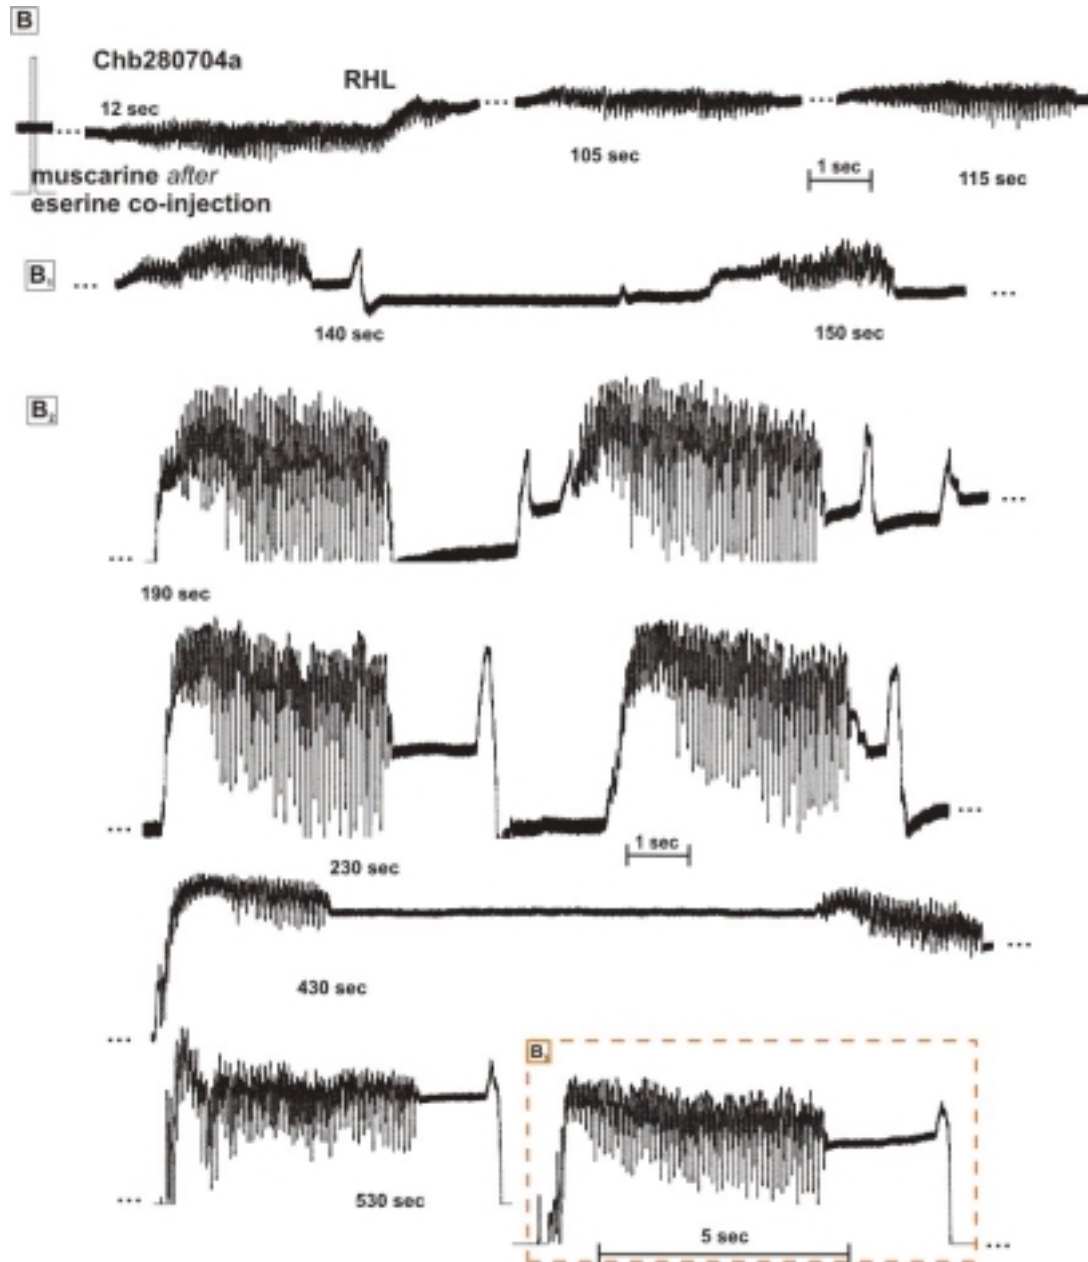 B
Chb280704a
RHL
12 sec
105 sec
1 sec
115 sec
muscarine after
eserine co-injection
B₁
140 sec
150 sec
B₂
190 sec
230 sec
1 sec
430 sec
B₃
530 sec
5 sec